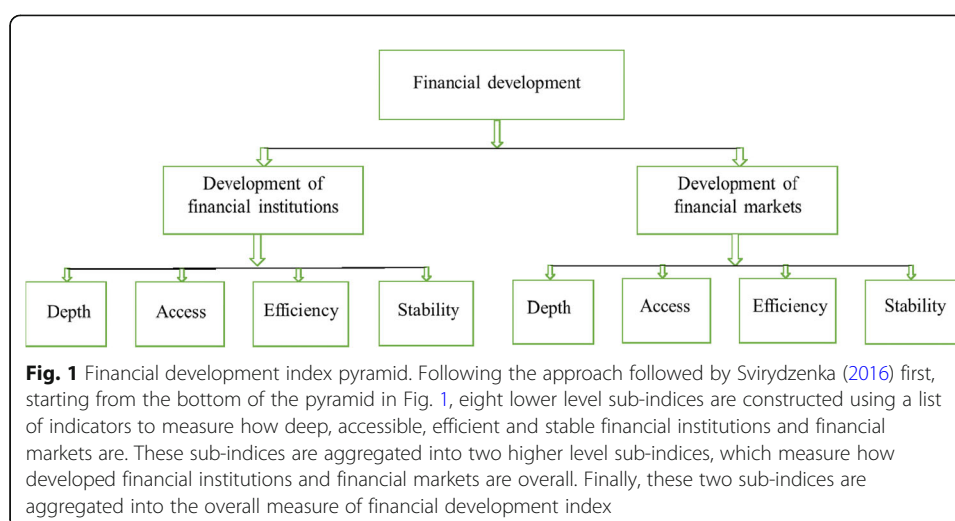 Financial development
Development of
financial institutions
Development of
financial markets
Depth
Access
Efficiency
Stability
Depth
Access
Efficiency
Stability
Fig. 1 Financial development index pyramid. Following the approach followed by Svirydzenka (2016) first,
starting from the bottom of the pyramid in Fig. 1, eight lower level sub-indices are constructed using a list
of indicators to measure how deep, accessible, efficient and stable financial institutions and financial
markets are. These sub-indices are aggregated into two higher level sub-indices, which measure how
developed financial institutions and financial markets are overall. Finally, these two sub-indices are
aggregated into the overall measure of financial development index